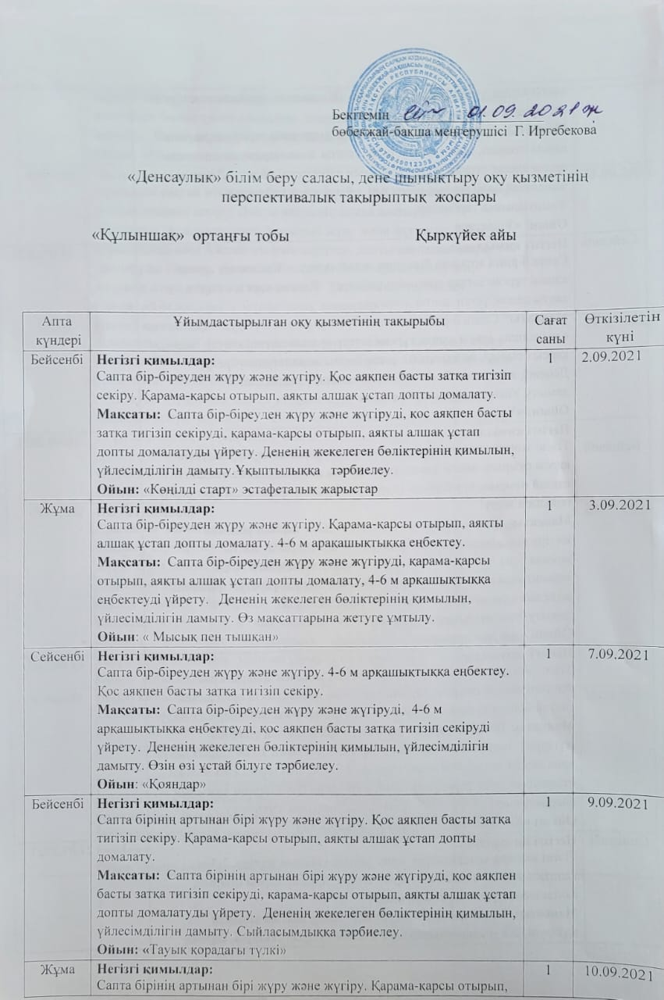 Бекітемін 01.09.2021 ж
бөбекжай-бақша меңгерушісі Г. Иргебекова
«Денсаулық» білім беру саласы, дене шынықтыру оқу қызметінің
перспективалық тақырыптық жоспары
«Құлыншақ» ортаңғы тобы Қыркүйек айы
Апта күндері Ұйымдастырылған оқу қызметінің тақырыбы Сағат саны Өткізілетін күні
Бейсенбі Негізгі қимылдар: 1 2.09.2021
Сапта бір-біреуден жүру және жүгіру. Қос аяқпен басты затқа тигізіп
секіру. Қарама-қарсы отырып, аяқты алшақ ұстап допты домалату.
Мақсаты: Сапта бір-біреуден жүру және жүгіруді, қос аяқпен басты
затқа тигізіп секіруді, қарама-қарсы отырып, аяқты алшақ ұстап
допты домалатуды үйрету. Дененің жекелеген бөліктерінің қимылын,
үйлесімділігін дамыту.Ұқыптылыққа тәрбиелеу.
Ойын: «Көңілді старт» эстафеталық жарыстар
Жұма Негізгі қимылдар: 1 3.09.2021
Сапта бір-біреуден жүру және жүгіру. Қарама-қарсы отырып, аяқты
алшақ ұстап допты домалату. 4-6 м арақашықтыққа еңбектеу.
Мақсаты: Сапта бір-біреуден жүру және жүгіруді, қарама-қарсы
отырып, аяқты алшақ ұстап допты домалату, 4-6 м арқашықтыққа
еңбектеуді үйрету. Дененің жекелеген бөліктерінің қимылын,
үйлесімділігін дамыту. Өз мақсаттарына жетуге ұмтылу.
Ойын: « Мысық пен тышқан»
Сейсенбі Негізгі қимылдар: 1 7.09.2021
Сапта бір-біреуден жүру және жүгіру. 4-6 м арқашықтыққа еңбектеу.
Қос аяқпен басты затқа тигізіп секіру.
Мақсаты: Сапта бір-біреуден жүру және жүгіруді, 4-6 м
арқашықтыққа еңбектеуді, қос аяқпен басты затқа тигізіп секіруді
үйрету. Дененің жекелеген бөліктерінің қимылын, үйлесімділігін
дамыту. Өзін өзі ұстай білуге тәрбиелеу.
Ойын: «Қояндар»
Бейсенбі Негізгі қимылдар: 1 9.09.2021
Сапта бірінің артынан бірі жүру және жүгіру. Қос аяқпен басты затқа
тигізіп секіру. Қарама-қарсы отырып, аяқты алшақ ұстап допты
домалату.
Мақсаты: Сапта бірінің артынан бірі жүру және жүгіруді, қос аяқпен
басты затқа тигізіп секіруді, қарама-қарсы отырып, аяқты алшақ ұстап
допты домалатуды үйрету. Дененің жекелеген бөліктерінің қимылын,
үйлесімділігін дамыту. Сыйласымдыққа тәрбиелеу.
Ойын: «Тауық қорадағы түлкі»
Жұма Негізгі қимылдар: 1 10.09.2021
Сапта бірінің артынан бірі жүру және жүгіру. Қарама-қарсы отырып,